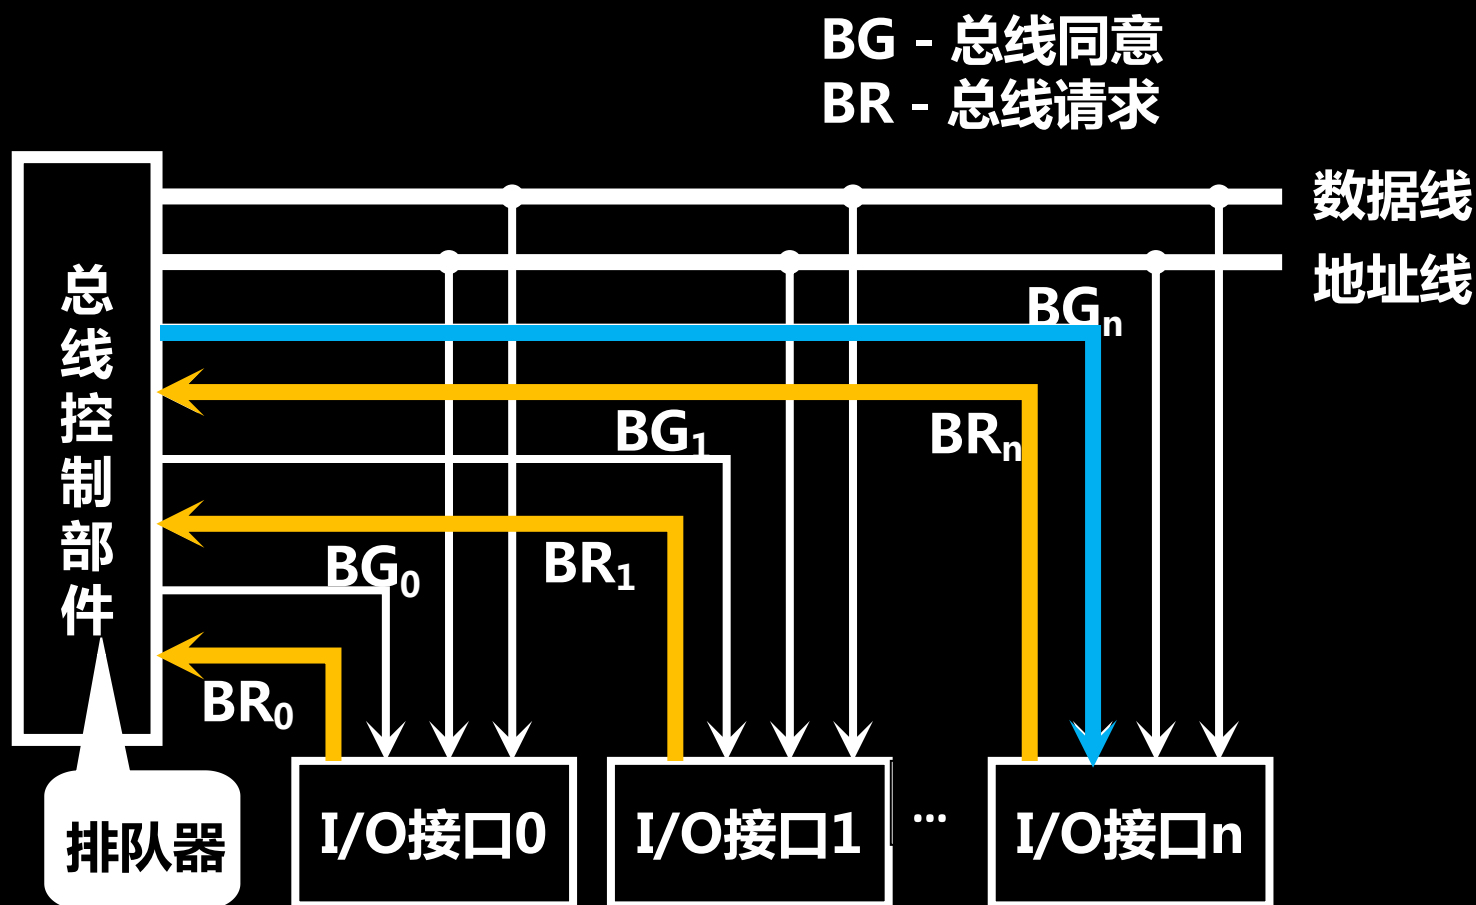 BG - 总线同意
BR - 总线请求
数据线
地址线
总线控制部件
BGn
BRn
BG1
BR1
BG0
BR0
排队器
I/O接口0
I/O接口1
...
I/O接口n